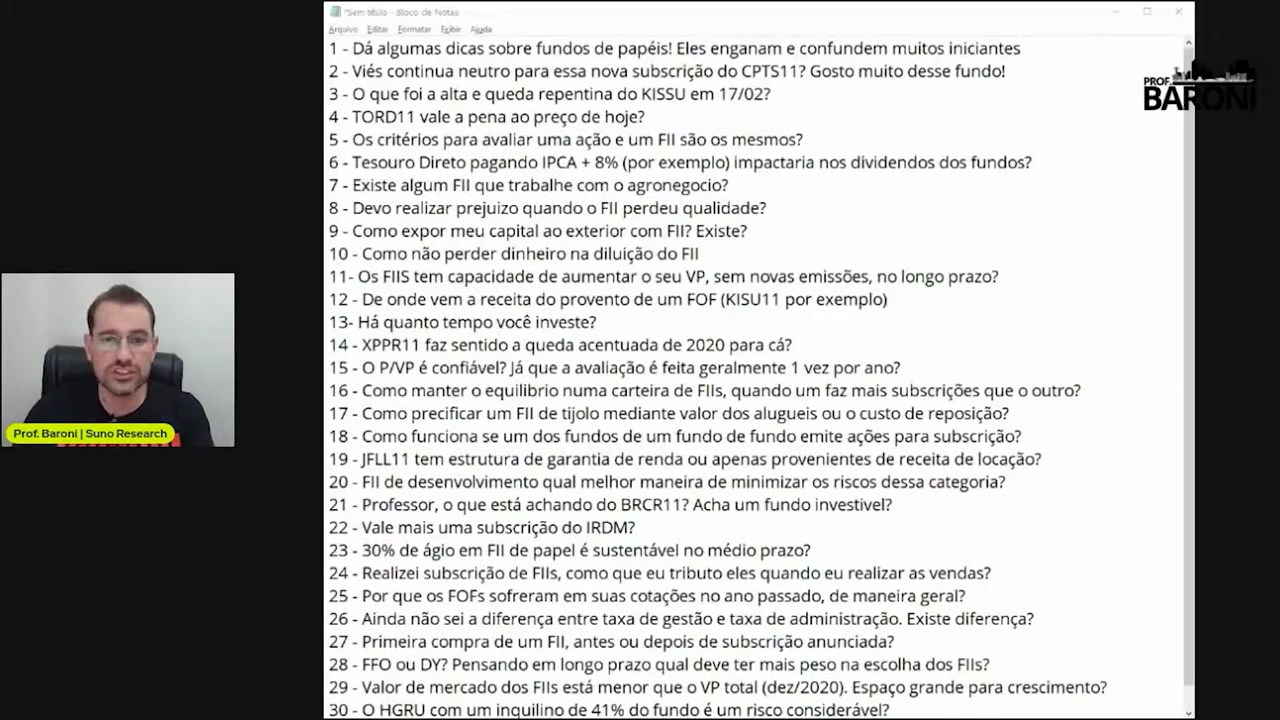 *Sem título - Bloco de Notas
Arquivo Editar Formatar Exibir Ajuda
1 - Dá algumas dicas sobre fundos de papéis! Eles enganam e confundem muitos iniciantes
2 - Viés continua neutro para essa nova subscrição do CPTS11? Gosto muito desse fundo!
3 - O que foi a alta e queda repentina do KISSU em 17/02?
4 - TORD11 vale a pena ao preço de hoje?
5 - Os critérios para avaliar uma ação e um FII são os mesmos?
6 - Tesouro Direto pagando IPCA + 8% (por exemplo) impactaria nos dividendos dos fundos?
7 - Existe algum FII que trabalhe com o agronegocio?
8 - Devo realizar prejuizo quando o FII perdeu qualidade?
9 - Como expor meu capital ao exterior com FII? Existe?
10 - Como não perder dinheiro na diluição do FII
11- Os FIIS tem capacidade de aumentar o seu VP, sem novas emissões, no longo prazo?
12 - De onde vem a receita do provento de um FOF (KISU11 por exemplo)
13- Há quanto tempo você investe?
14 - XPPR11 faz sentido a queda acentuada de 2020 para cá?
15 - O P/VP é confiável? Já que a avaliação é feita geralmente 1 vez por ano?
16 - Como manter o equilibrio numa carteira de FIIs, quando um faz mais subscrições que o outro?
17 - Como precificar um FII de tijolo mediante valor dos alugueis ou o custo de reposição?
18 - Como funciona se um dos fundos de um fundo de fundo emite ações para subscrição?
19 - JFLL11 tem estrutura de garantia de renda ou apenas provenientes de receita de locação?
20 - FII de desenvolvimento qual melhor maneira de minimizar os riscos dessa categoria?
21 - Professor, o que está achando do BRCR11? Acha um fundo investivel?
22 - Vale mais uma subscrição do IRDM?
23 - 30% de ágio em FII de papel é sustentável no médio prazo?
24 - Realizei subscrição de FIIs, como que eu tributo eles quando eu realizar as vendas?
25 - Por que os FOFs sofreram em suas cotações no ano passado, de maneira geral?
26 - Ainda não sei a diferença entre taxa de gestão e taxa de administração. Existe diferença?
27 - Primeira compra de um FII, antes ou depois de subscrição anunciada?
28 - FFO ou DY? Pensando em longo prazo qual deve ter mais peso na escolha dos FIIs?
29 - Valor de mercado dos FIIs está menor que o VP total (dez/2020). Espaço grande para crescimento?
30 - O HGRU com um inquilino de 41% do fundo é um risco considerável?
PROF.
BARONI
Prof. Baroni | Suno Research